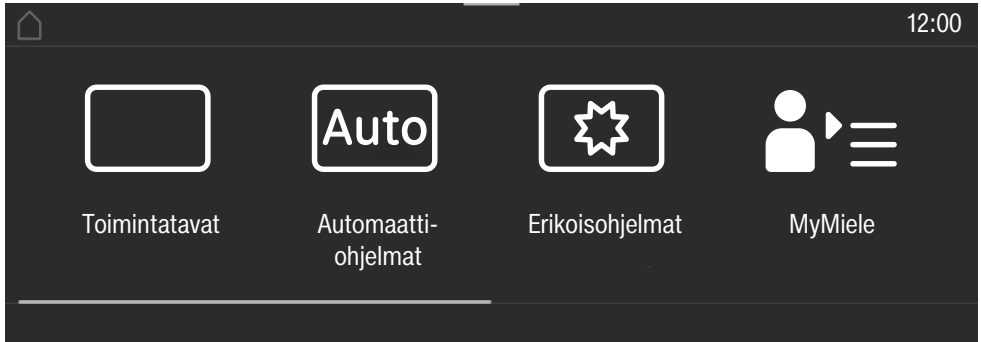 12:00
Auto
Toimintatavat
Automaatti-
ohjelmat
Erikoisohjelmat
MyMiele